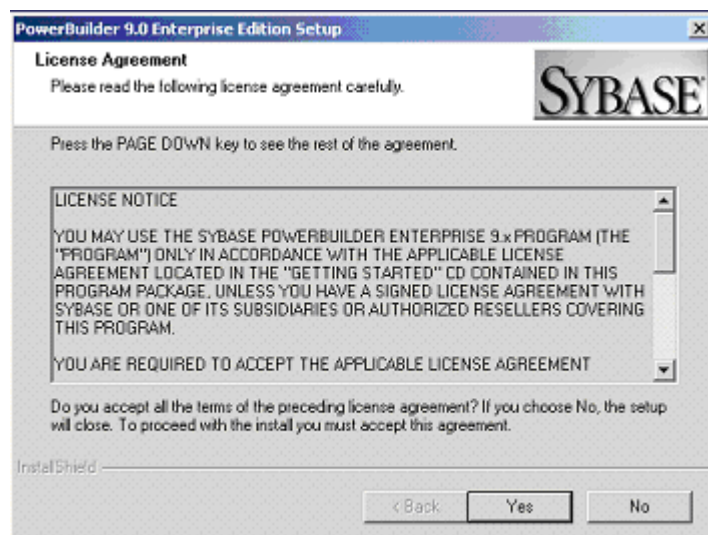 PowerBuilder 9.0 Enterprise Edition Setup
License Agreement
Please read the following license agreement carefully.
SYBASE
Press the PAGE DOWN key to see the rest of the agreement.
LICENSE NOTICE
YOU MAY USE THE SYBASE POWERBUILDER ENTERPRISE 9.x PROGRAM (THE
"PROGRAM") ONLY IN ACCORDANCE WITH THE APPLICABLE LICENSE
AGREEMENT LOCATED IN THE "GETTING STARTED" CD CONTAINED IN THIS
PROGRAM PACKAGE, UNLESS YOU HAVE A SIGNED LICENSE AGREEMENT WITH
SYBASE OR ONE OF ITS SUBSIDIARIES OR AUTHORIZED RESELLERS COVERING
THIS PROGRAM.
YOU ARE REQUIRED TO ACCEPT THE APPLICABLE LICENSE AGREEMENT
Do you accept all the terms of the preceding license agreement? If you choose No, the setup
will close. To proceed with the install you must accept this agreement.
InstallShield
< Back
Yes
No